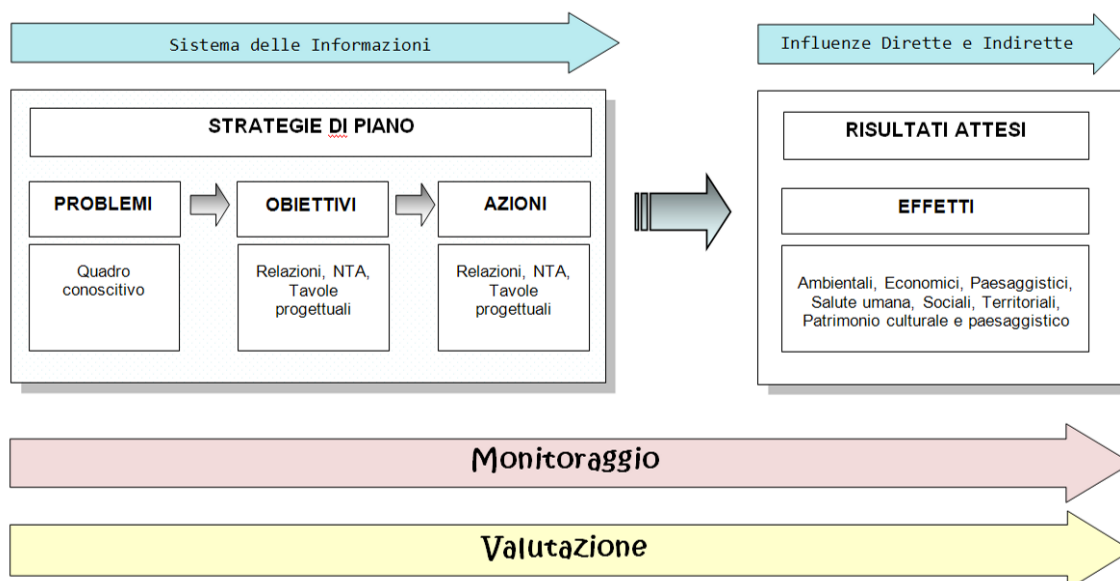 Sistema delle Informazioni
Influenze Dirette e Indirette
STRATEGIE DI PIANO
PROBLEMI
OBIETTIVI
AZIONI
Quadro
conoscitivo
Relazioni, NTA,
Tavole
progettuali
Relazioni, NTA,
Tavole
progettuali
RISULTATI ATTESI
EFFETTI
Ambientali, Economici, Paesaggistici,
Salute umana, Sociali, Territoriali,
Patrimonio culturale e paesaggistico
Monitoraggio
Valutazione